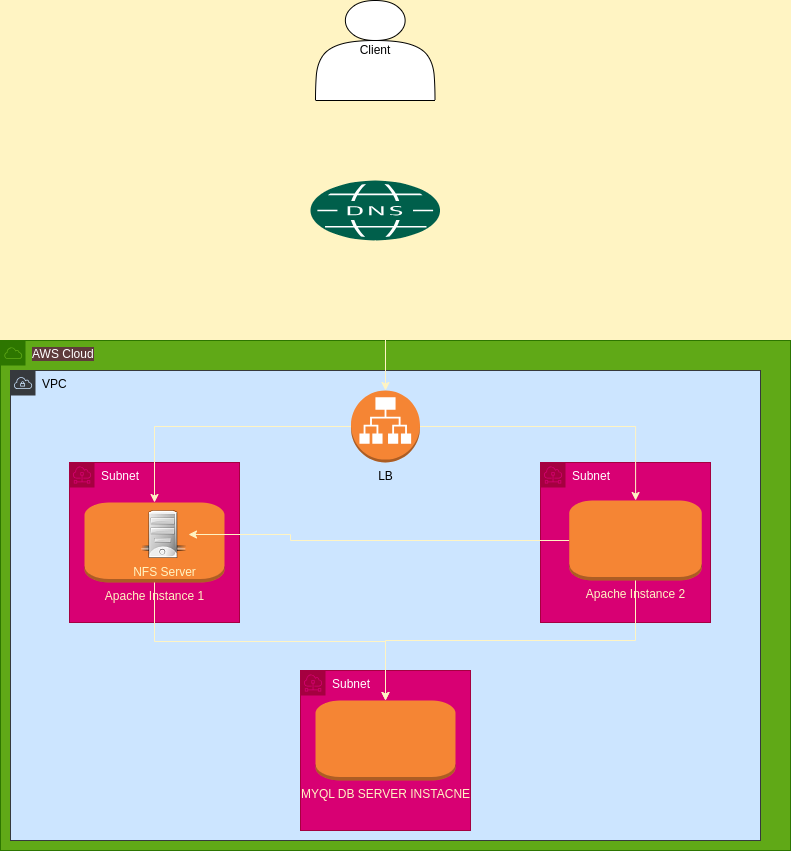 Client
DNS
AWS Cloud
VPC
LB
Subnet
Subnet
NFS Server
Apache Instance 1
Apache Instance 2
Subnet
MYQL DB SERVER INSTACNE